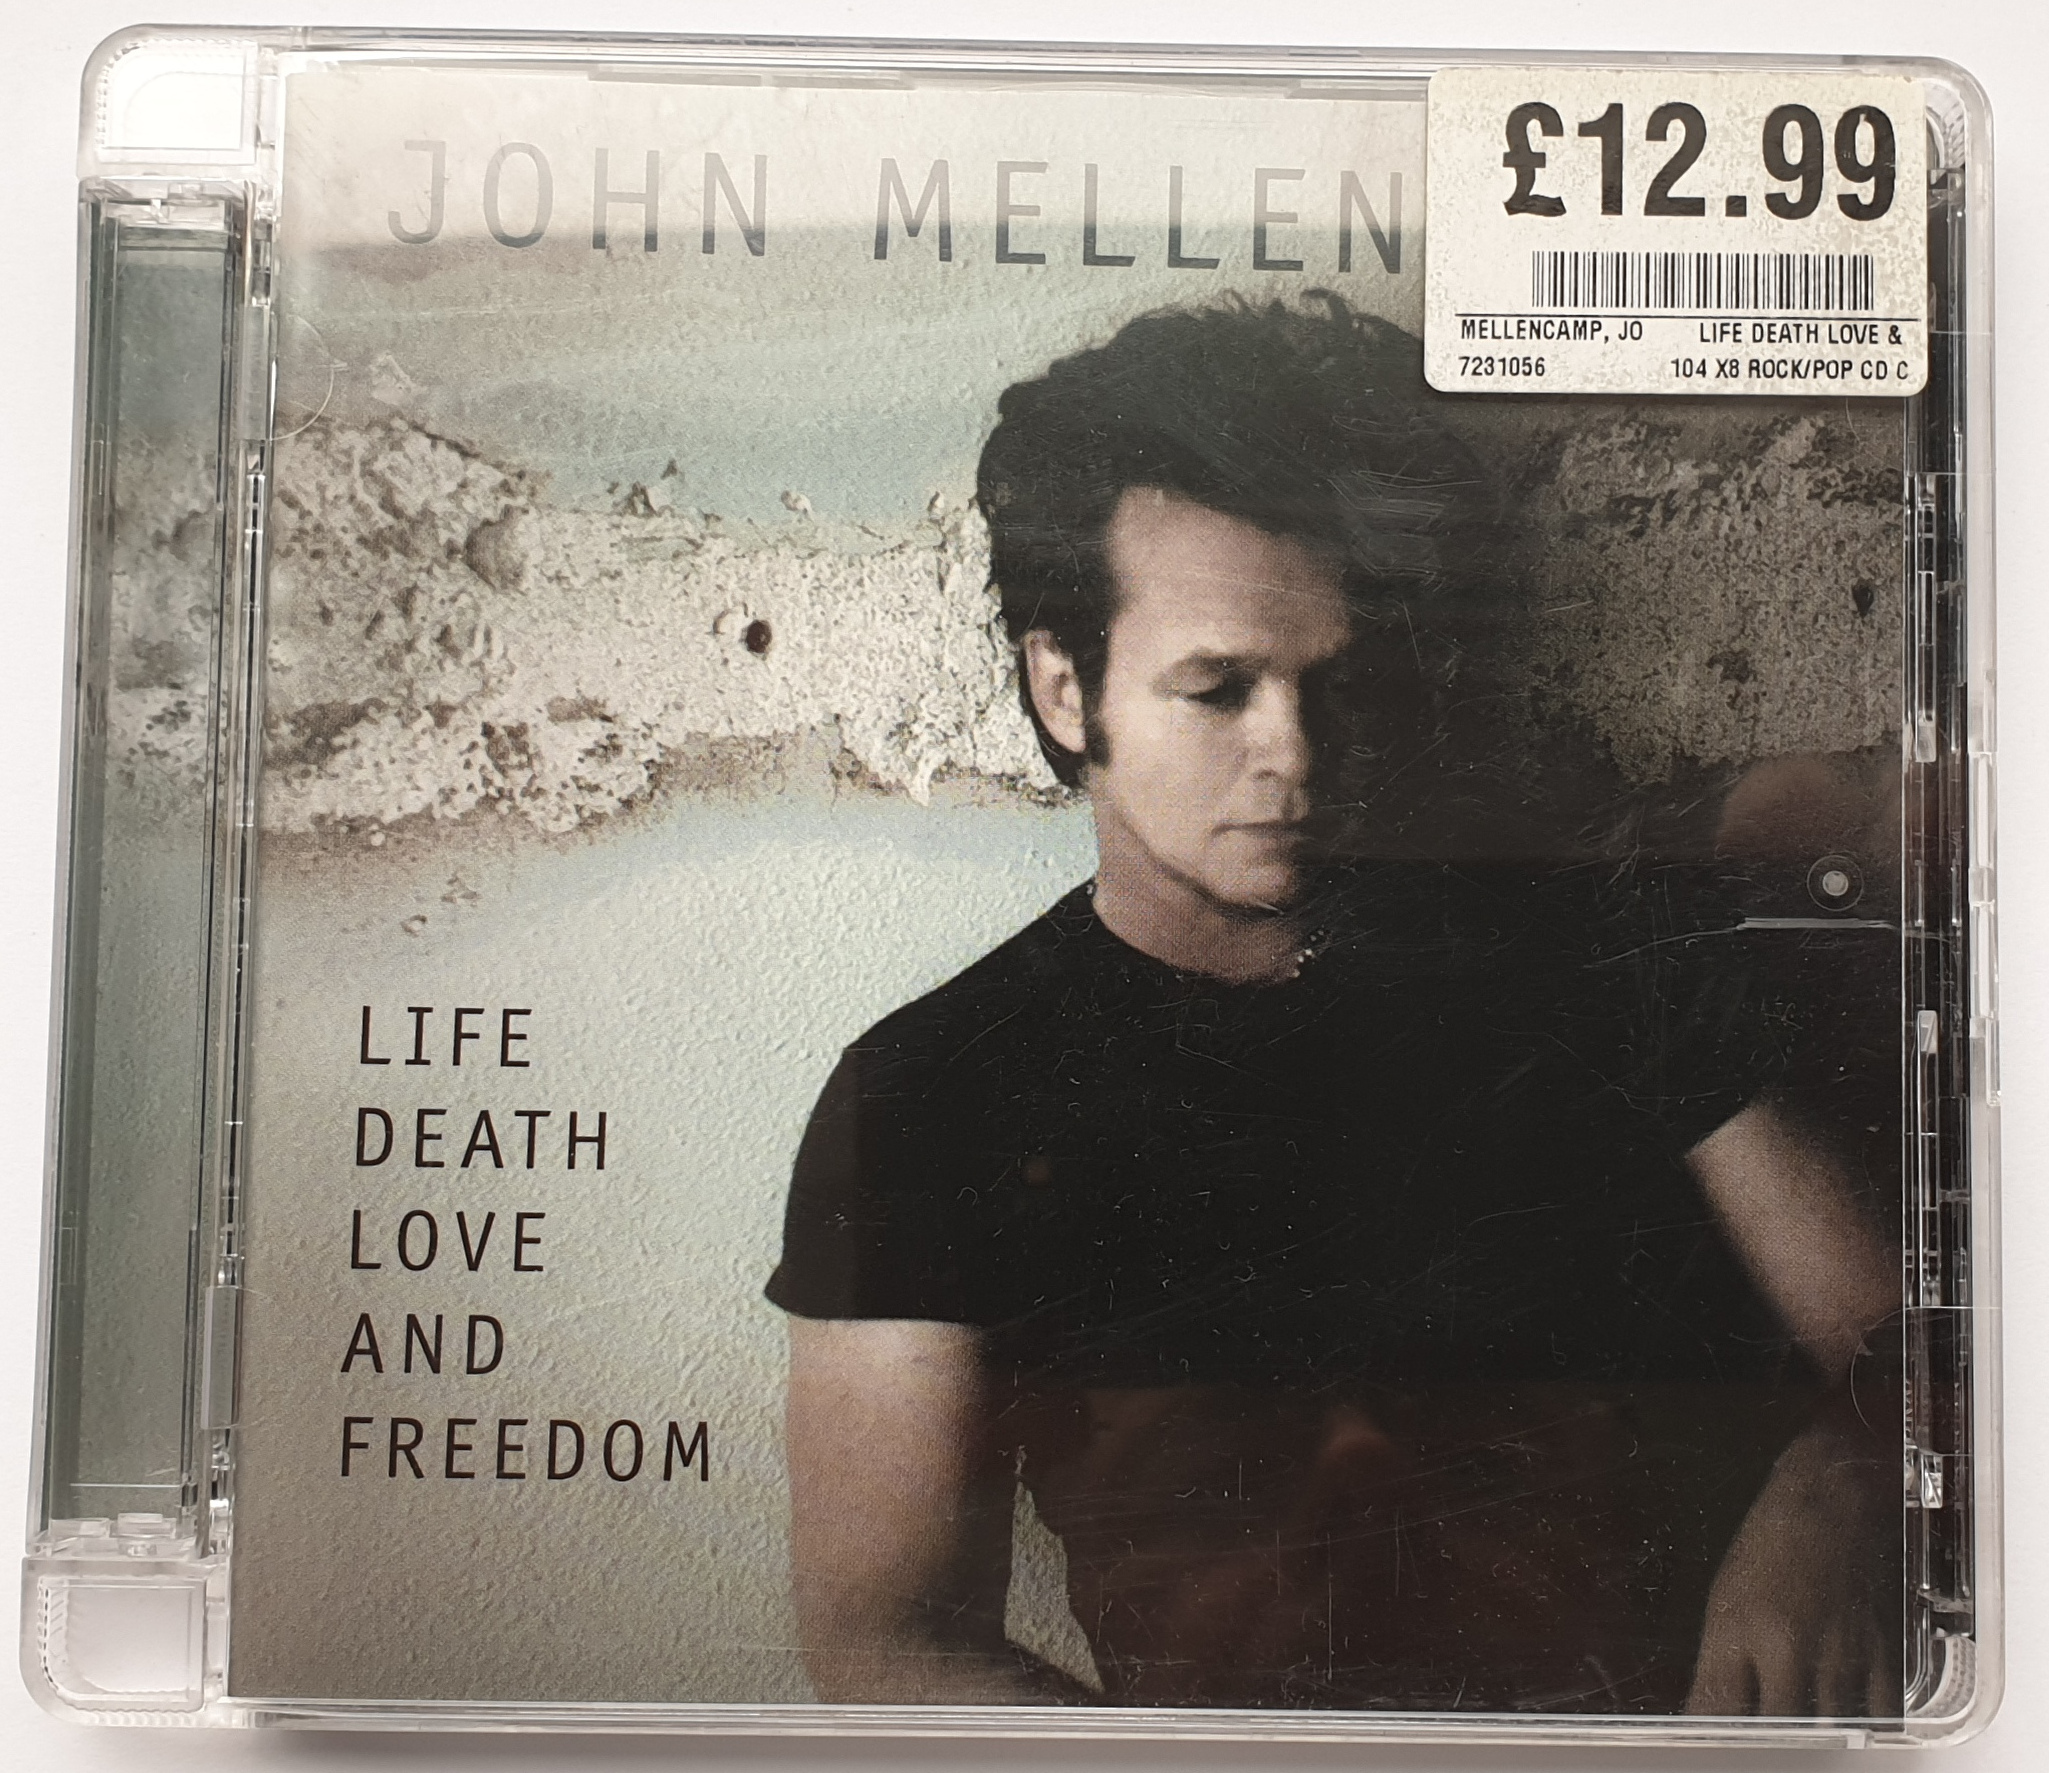 JOHN MELLEN
£12.99
MELLENCAMP, JO LIFE DEATH LOVE &
7231056 104 X8 ROCK/POP CD C
LIFE
DEATH
LOVE
AND
FREEDOM